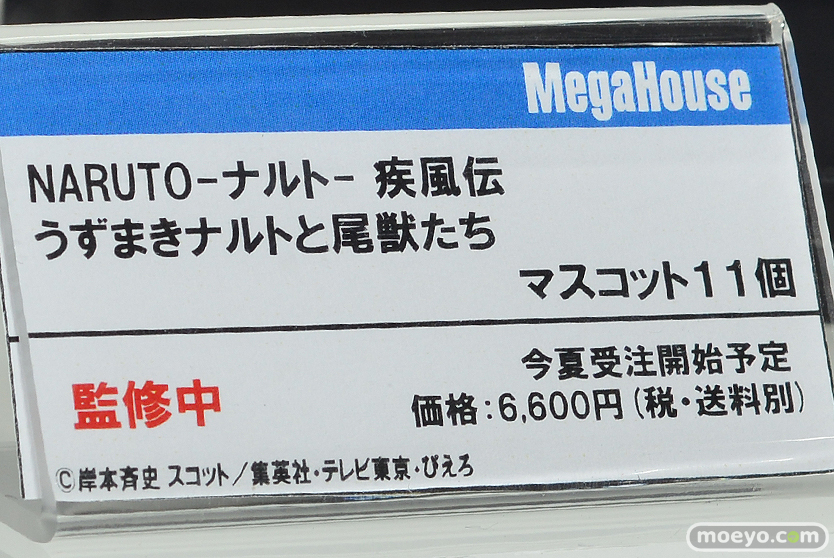 MegaHouse
NARUTO-ナルト- 疾風伝
うずまきナルトと尾獣たち
マスコット11個
今夏受注開始予定
監修中
価格:6,600円(税・送料別)
©岸本斉史 スコット/集英社・テレビ東京・ぴえろ
moeyo.com